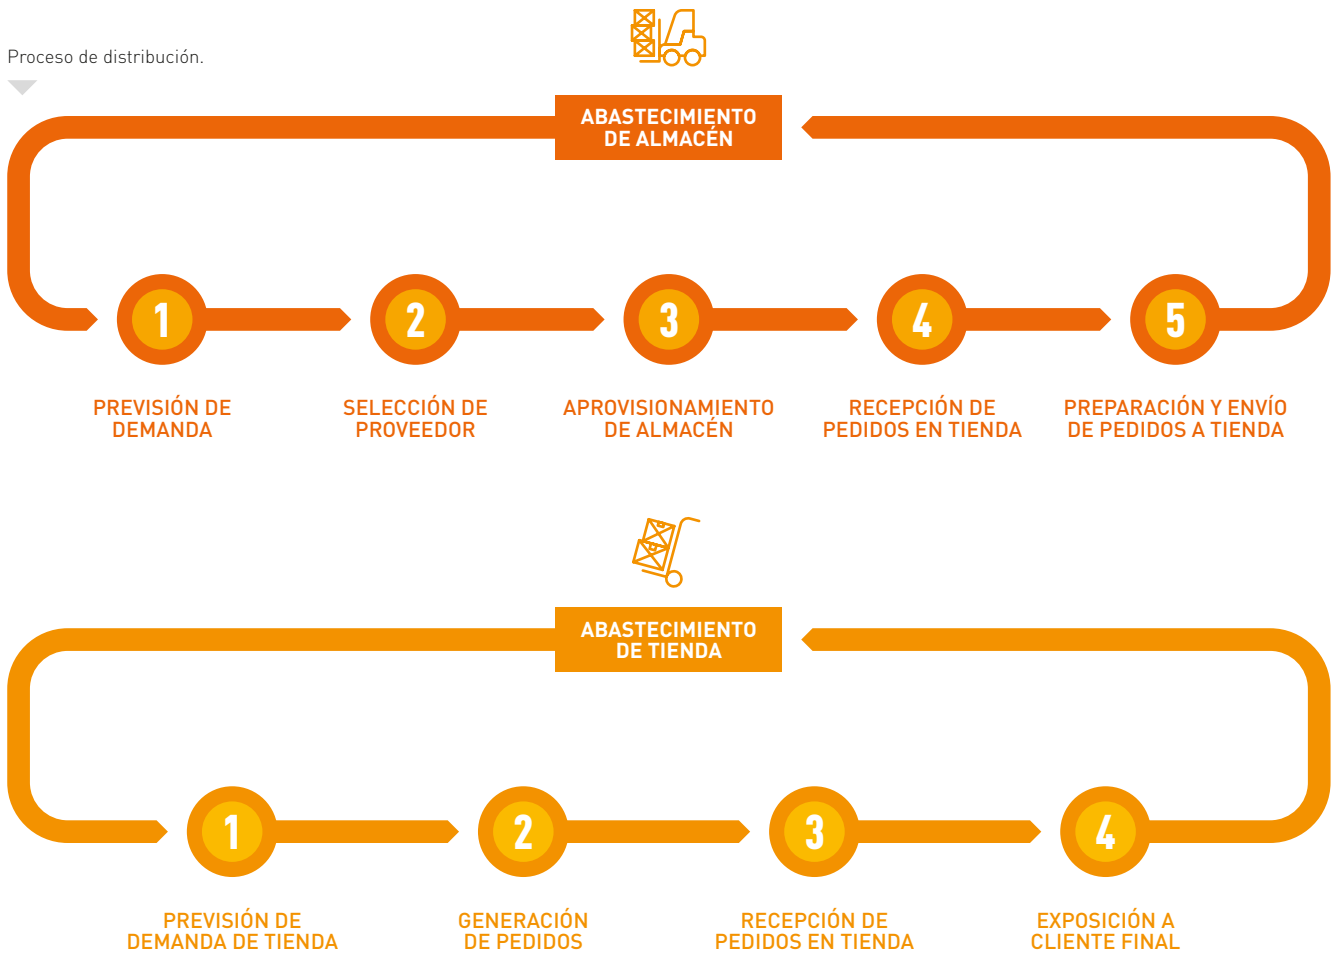 Proceso de distribución.
ABASTECIMIENTO
DE ALMACÉN
1
2
3
4
5
PREVISIÓN DE
DEMANDA
SELECCIÓN DE
PROVEEDOR
APROVISIONAMIENTO
DE ALMACÉN
RECEPCIÓN DE
PEDIDOS EN TIENDA
PREPARACIÓN Y ENVÍO
DE PEDIDOS A TIENDA
ABASTECIMIENTO
DE TIENDA
1
2
3
4
PREVISIÓN DE
DEMANDA DE TIENDA
GENERACIÓN
DE PEDIDOS
RECEPCIÓN DE
PEDIDOS EN TIENDA
EXPOSICIÓN A
CLIENTE FINAL